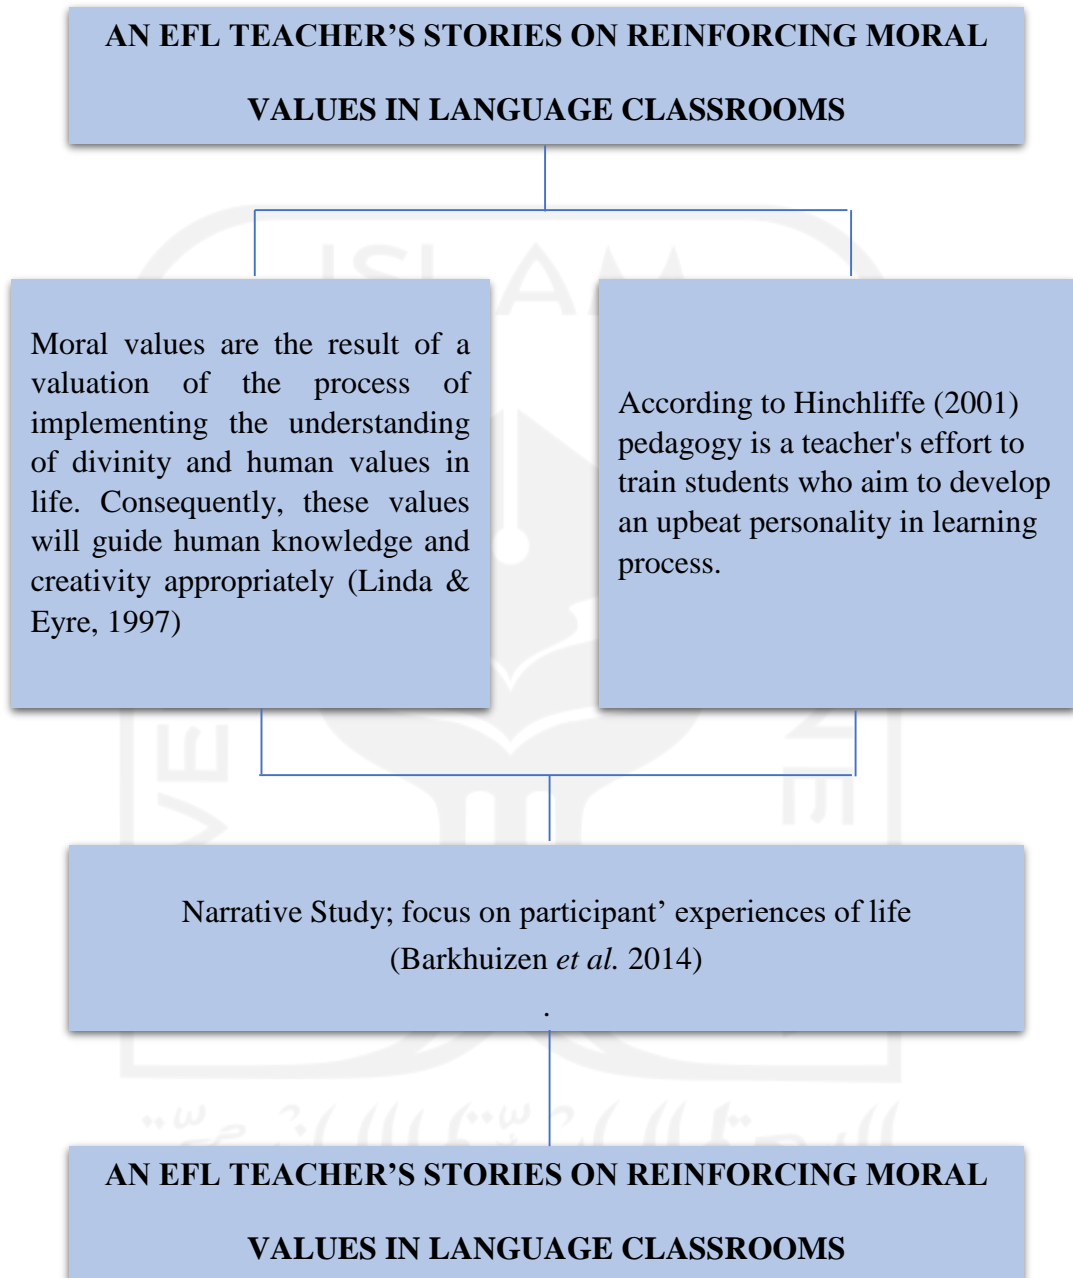 AN EFL TEACHER’S STORIES ON REINFORCING MORAL
VALUES IN LANGUAGE CLASSROOMS
Moral values are the result of a
valuation of the process of
implementing the understanding
of divinity and human values in
life. Consequently, these values
will guide human knowledge and
creativity appropriately (Linda &
Eyre, 1997)
According to Hinchliffe (2001)
pedagogy is a teacher's effort to
train students who aim to develop
an upbeat personality in learning
process.
Narrative Study; focus on participant’ experiences of life
(Barkhuizen et al. 2014)
.
AN EFL TEACHER’S STORIES ON REINFORCING MORAL
VALUES IN LANGUAGE CLASSROOMS
ISLAM